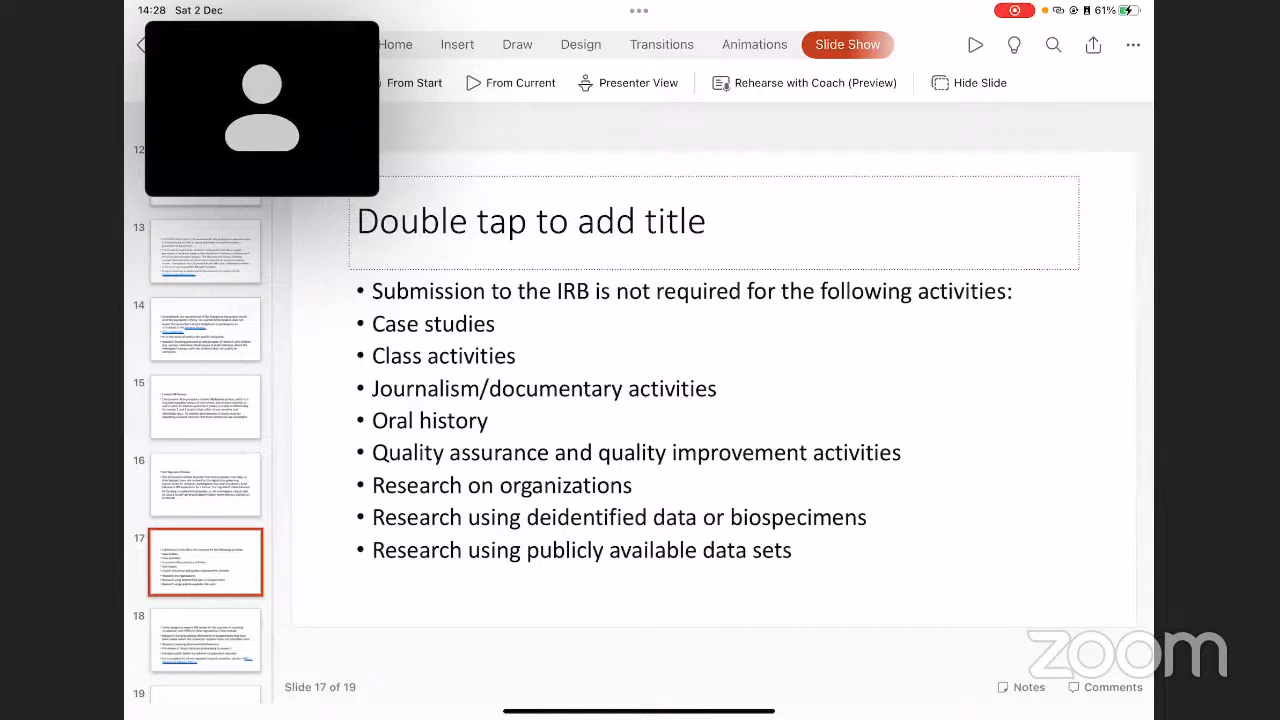 14:28 Sat 2 Dec
61%
Home Insert Draw Design Transitions Animations Slide Show
From Start From Current Presenter View Rehearse with Coach (Preview) Hide Slide
12
13
14
15
16
17
18
19
Double tap to add title
• Submission to the IRB is not required for the following activities:
• Case studies
• Class activities
• Journalism/documentary activities
• Oral history
• Quality assurance and quality improvement activities
• Research on organizations
• Research using deidentified data or biospecimens
• Research using publicly available data sets
zoom
Slide 17 of 19
Notes Comments